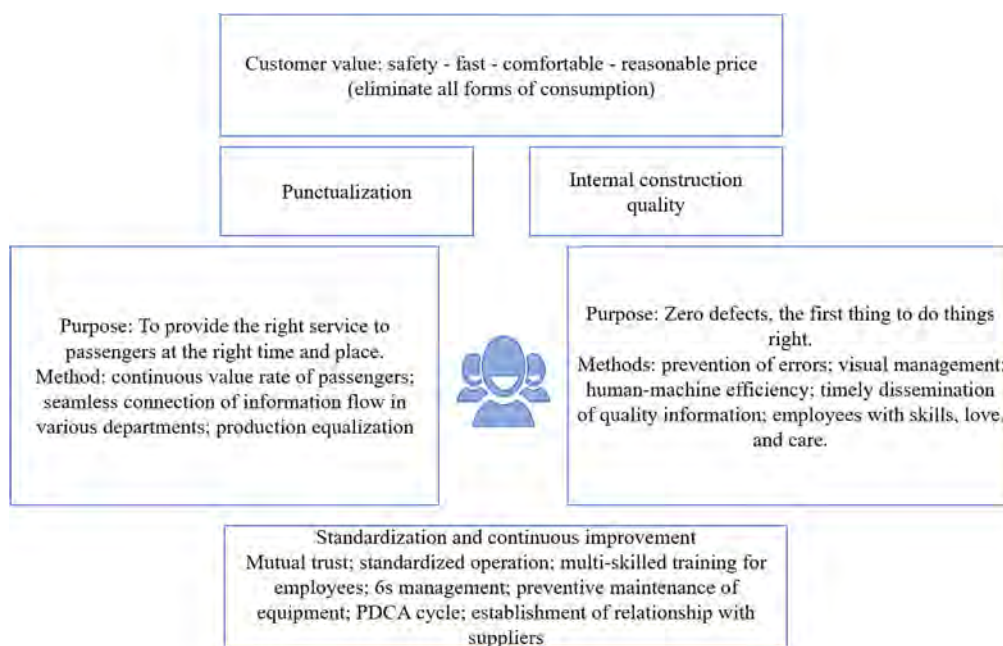 Customer value: safety - fast - comfortable - reasonable price
(eliminate all forms of consumption)
Punctualization
Internal construction
quality
Purpose: To provide the right service to
passengers at the right time and place.
Method: continuous value rate of passengers;
seamless connection of information flow in
various departments; production equalization
Purpose: Zero defects, the first thing to do things
right.
Methods: prevention of errors; visual management;
human-machine efficiency; timely dissemination
of quality information; employees with skills, love,
and care.
Standardization and continuous improvement
Mutual trust; standardized operation; multi-skilled training for
employees; 6s management; preventive maintenance of
equipment; PDCA cycle; establishment of relationship with
suppliers